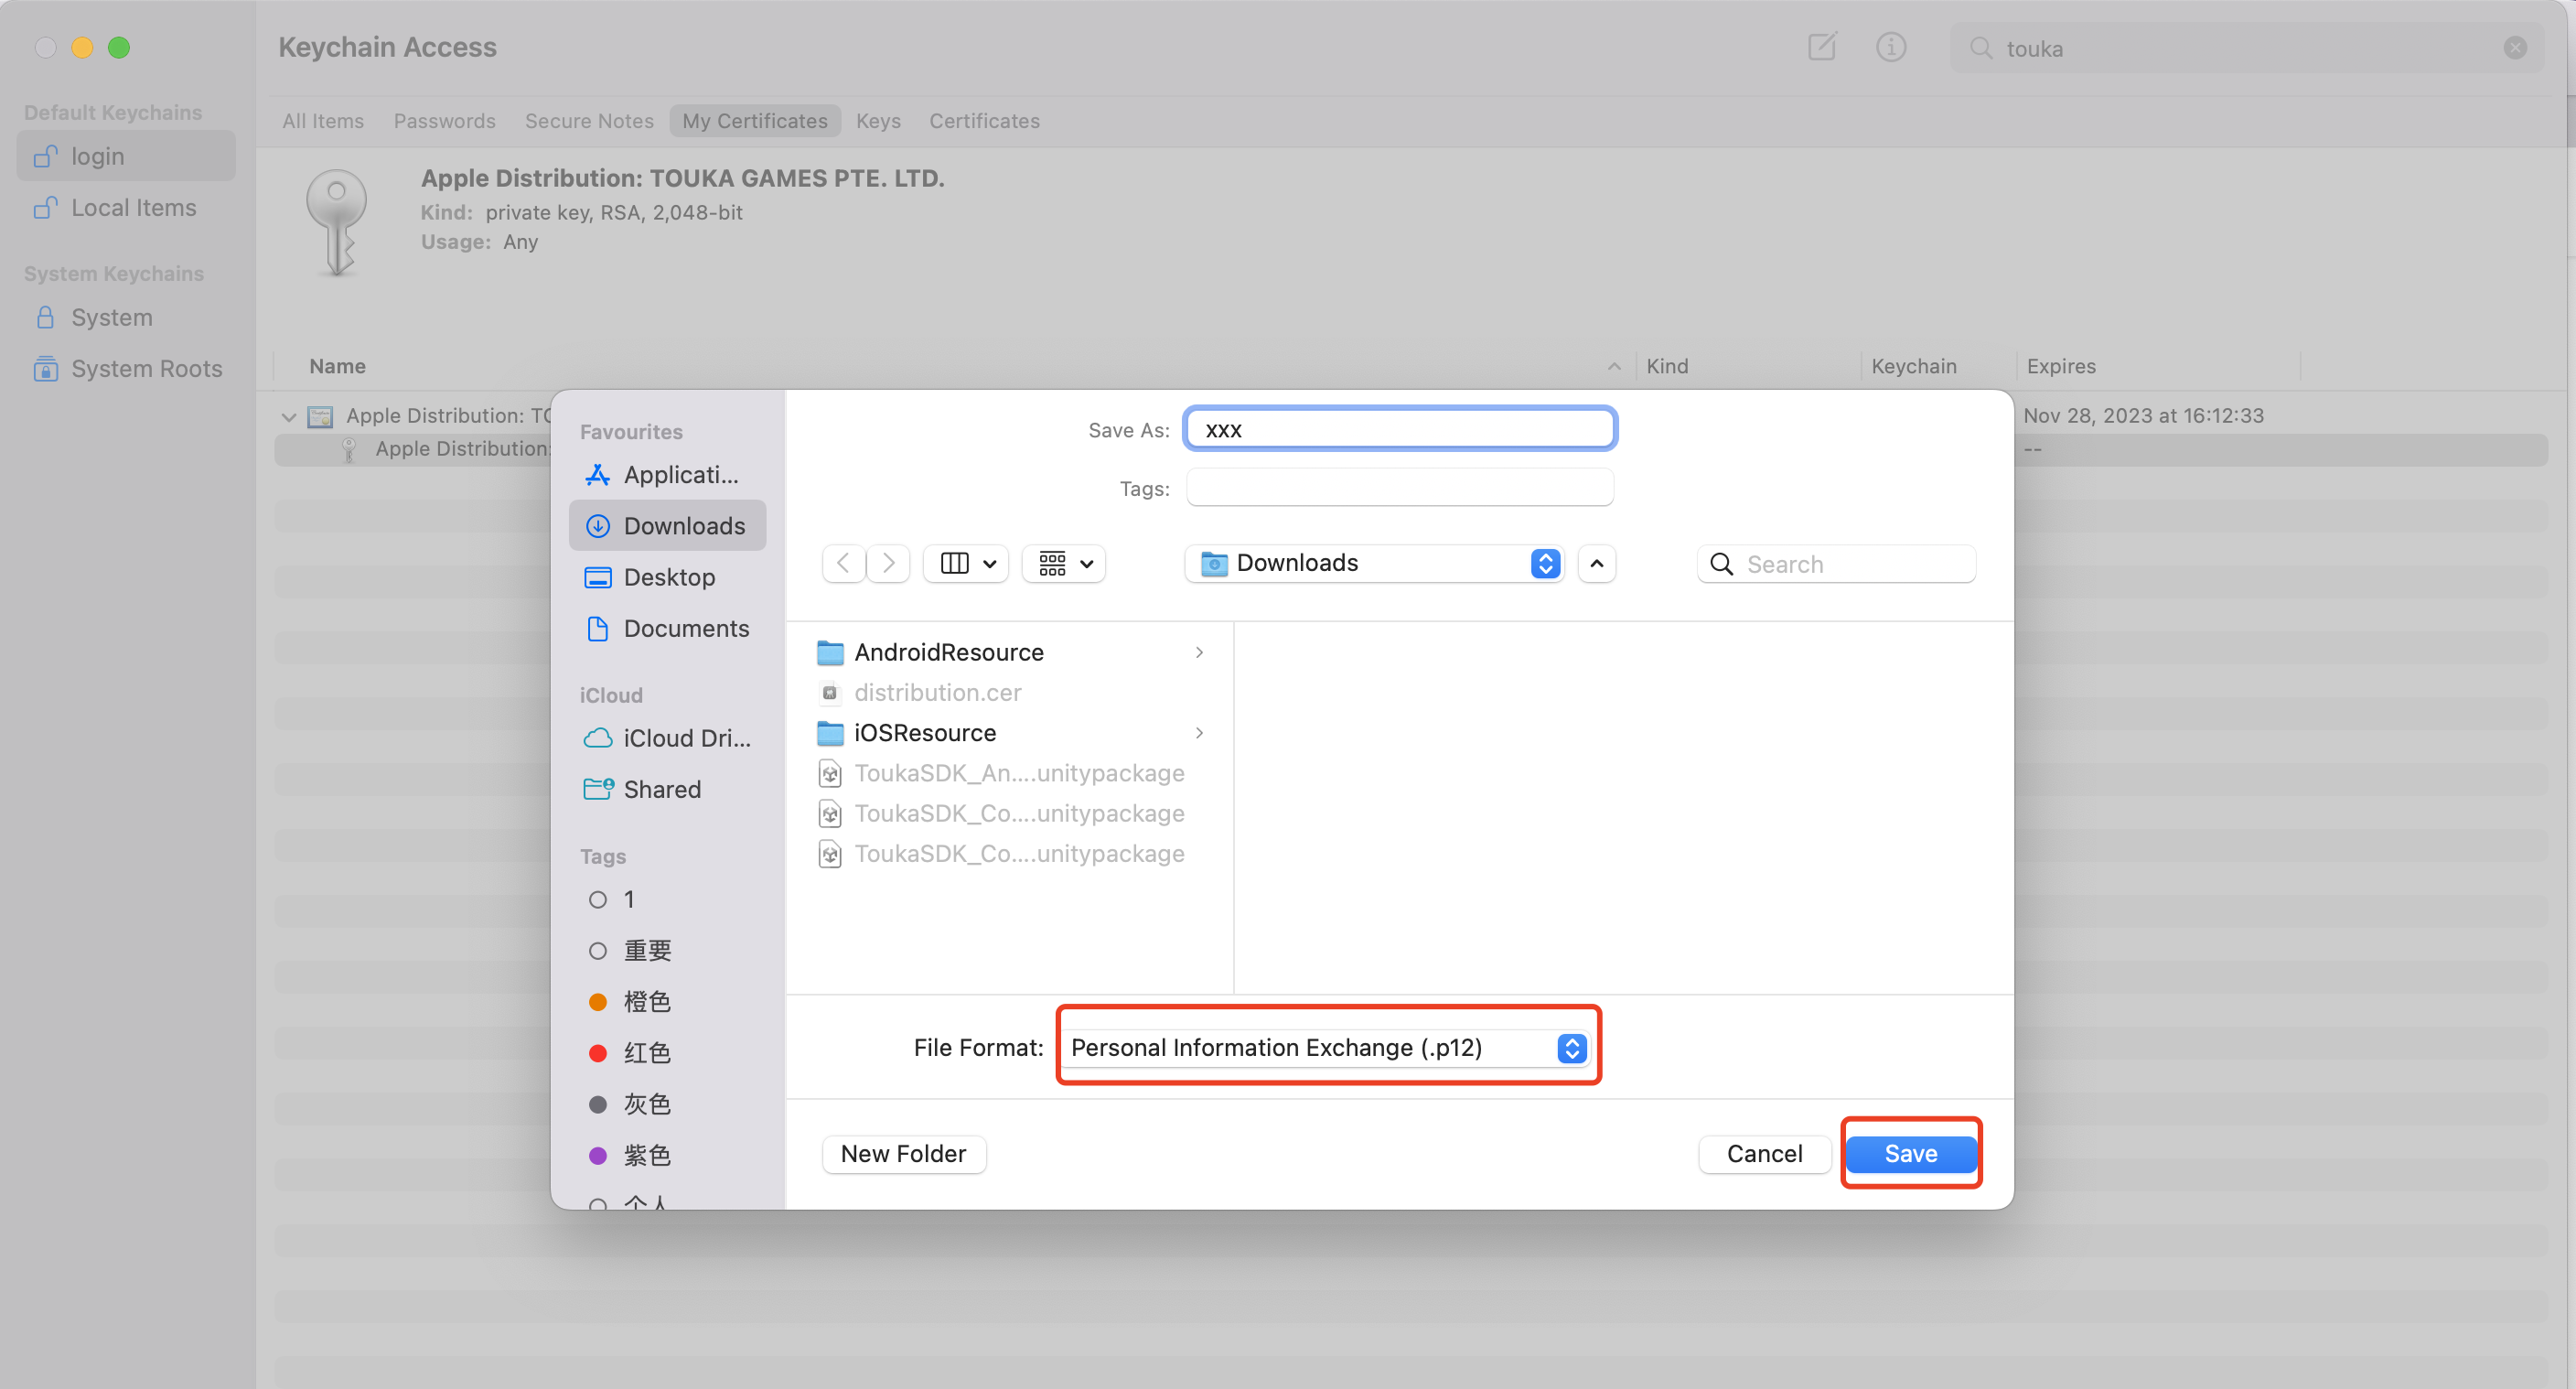 Keychain Access
touka
Default Keychains
login
Local Items
System Keychains
System
System Roots
All Items Passwords Secure Notes My Certificates Keys Certificates
Apple Distribution: TOUKA GAMES PTE. LTD.
Kind: private key, RSA, 2,048-bit
Usage: Any
Name Kind Keychain Expires
Apple Distribution: TO Nov 28, 2023 at 16:12:33
Apple Distribution: --
Favourites
Applicati...
Downloads
Desktop
Documents
iCloud
iCloud Dri...
Shared
Tags
1
重要
橙色
红色
灰色
紫色
个人
Save As: xxx
Tags:
Downloads
Search
AndroidResource
distribution.cer
iOSResource
ToukaSDK_An....unitypackage
ToukaSDK_Co....unitypackage
ToukaSDK_Co....unitypackage
File Format: Personal Information Exchange (.p12)
New Folder Cancel Save